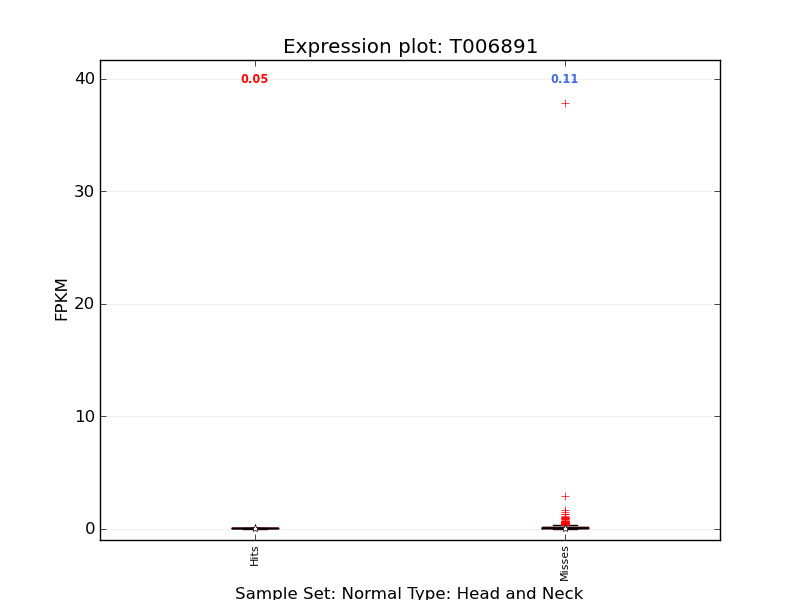 Expression plot: T006891
40
0.05
0.11
30
FPKM
20
10
0
Hits
Misses
Sample Set: Normal Type: Head and Neck